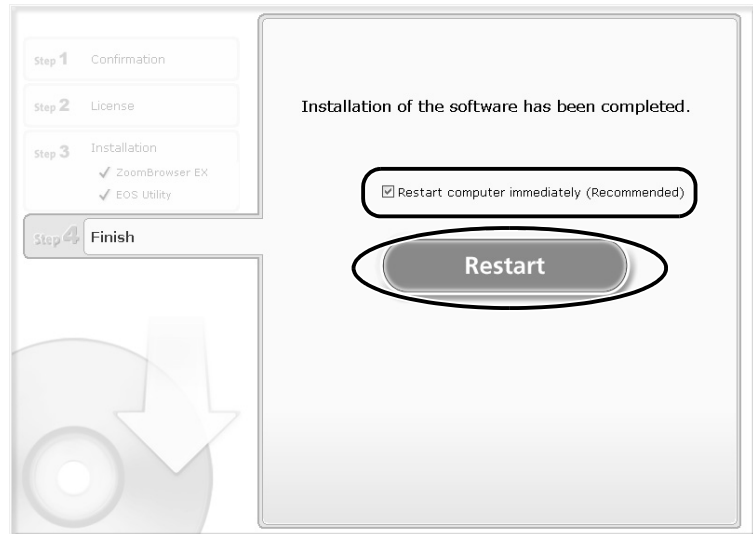 Step 1 Confirmation
Step 2 License
Step 3 Installation
ZoomBrowser EX
EOS Utility
Step 4 Finish
Installation of the software has been completed.
Restart computer immediately (Recommended)
Restart